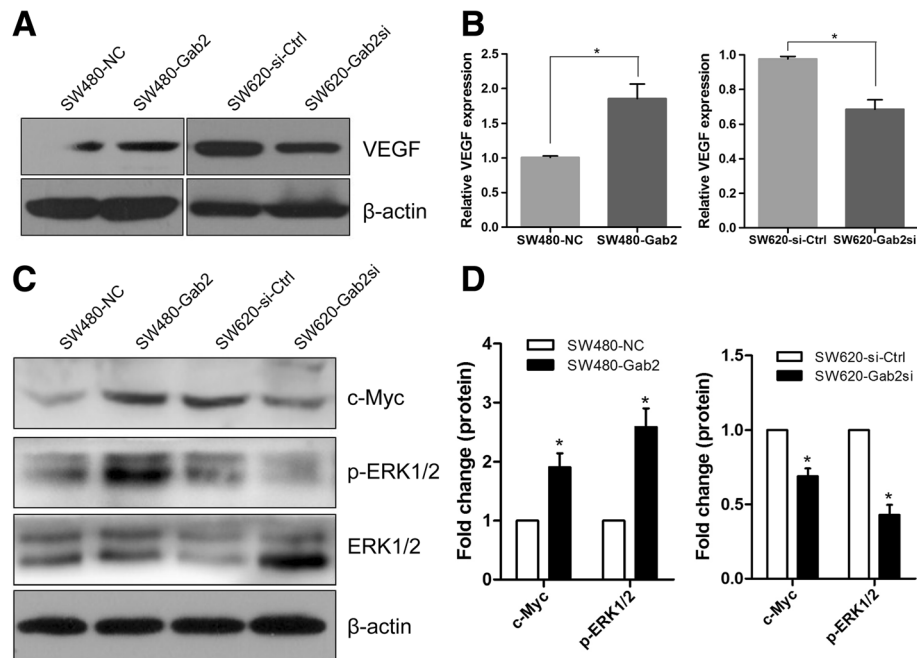 A
SW480-NC
SW480-Gab2
SW620-si-Ctrl
SW620-Gab2si
VEGF
β-actin
B
Relative VEGF expression
2.5
2.0
1.5
1.0
0.5
0.0
*
SW480-NC
SW480-Gab2
Relative VEGF expression
1.0
0.8
0.6
0.4
0.2
0.0
*
SW620-si-Ctrl
SW620-Gab2si
C
SW480-NC
SW480-Gab2
SW620-si-Ctrl
SW620-Gab2si
c-Myc
p-ERK1/2
ERK1/2
β-actin
D
Fold change (protein)
4
3
2
1
0
SW480-NC
SW480-Gab2
*
*
c-Myc
p-ERK1/2
Fold change (protein)
1.5
1.0
0.5
0.0
SW620-si-Ctrl
SW620-Gab2si
*
*
c-Myc
p-ERK1/2